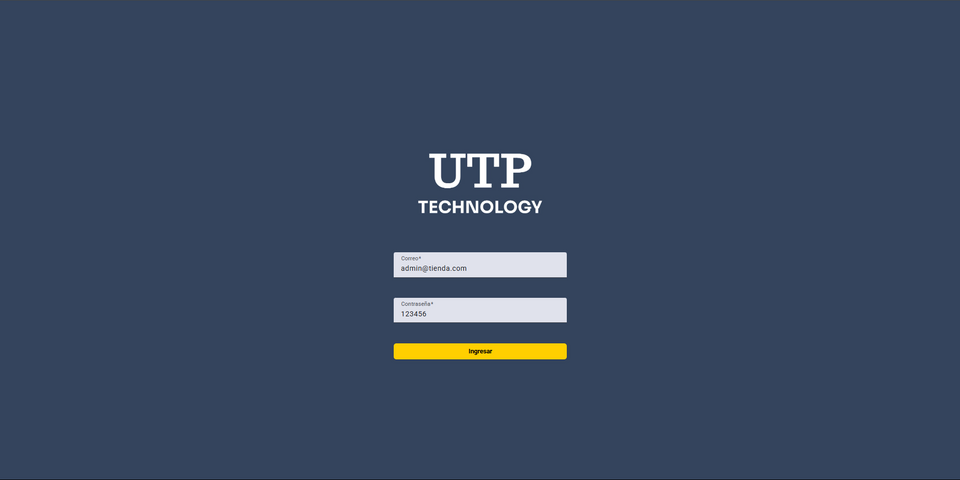 UTP
TECHNOLOGY
Correo*
admin@tienda.com
Contraseña*
123456
Ingresar